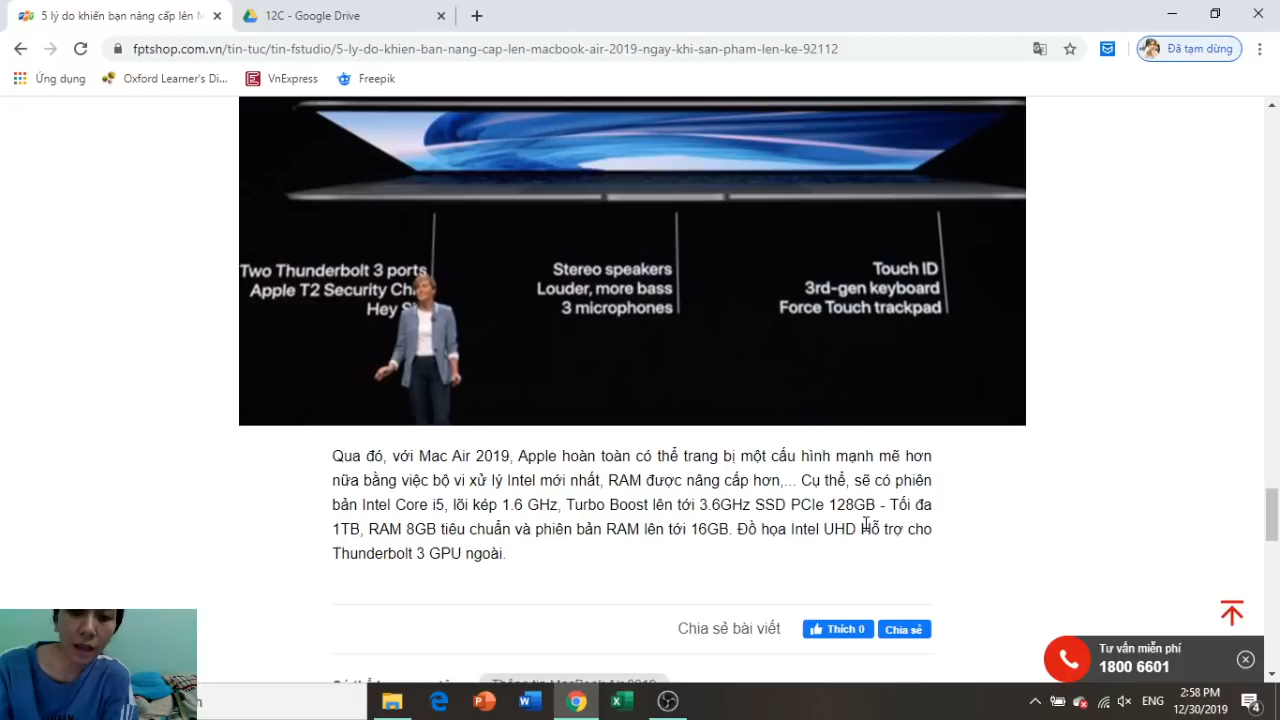 5 lý do khiến bạn nâng cấp lên M
12C - Google Drive
fptshop.com.vn/tin-tuc/tin-fstudio/5-ly-do-khien-ban-nang-cap-len-macbook-air-2019-ngay-khi-san-pham-len-ke-92112
Đã tạm dừng
Ứng dụng
Oxford Learner's Di...
VnExpress
Freepik
Two Thunderbolt 3 ports
Apple T2 Security
Hey
Stereo speakers
Louder, more bass
3 microphones
Touch ID
3rd-gen keyboard
Force Touch trackpad
Qua đó, với Mac Air 2019, Apple hoàn toàn có thể trang bị một cấu hình mạnh mẽ hơn
nữa bằng việc bộ vi xử lý Intel mới nhất, RAM được nâng cấp hơn,... Cụ thể, sẽ có phiên
bản Intel Core i5, lõi kép 1.6 GHz, Turbo Boost lên tới 3.6GHz SSD PCIe 128GB - Tối đa
1TB, RAM 8GB tiêu chuẩn và phiên bản RAM lên tới 16GB. Đồ họa Intel UHD Hỗ trợ cho
Thunderbolt 3 GPU ngoài.
Chia sẻ bài viết
Thích 0
Chia sẻ
Tư vấn miễn phí
1800 6601
Thông tin MacBook Air 2019
ENG
2:58 PM
12/30/2019
4